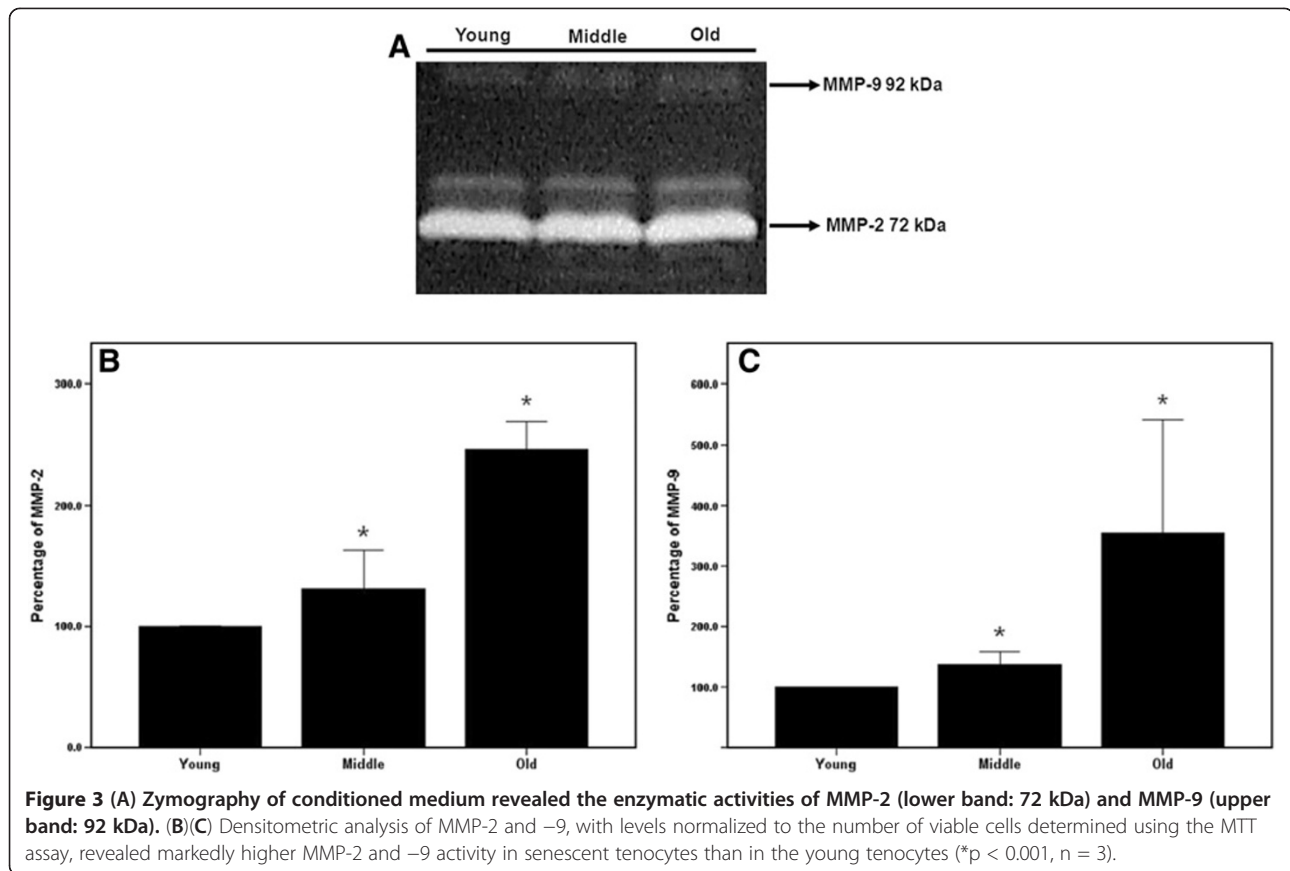 A
Young Middle Old
MMP-9 92 kDa
MMP-2 72 kDa
B
300.0
200.0
100.0
0.0
Percentage of MMP-2
*
*
Young Middle Old
C
600.0
500.0
400.0
300.0
200.0
100.0
Percentage of MMP-9
*
*
Young Middle Old
Figure 3 (A) Zymography of conditioned medium revealed the enzymatic activities of MMP-2 (lower band: 72 kDa) and MMP-9 (upper
band: 92 kDa). (B)(C) Densitometric analysis of MMP-2 and −9, with levels normalized to the number of viable cells determined using the MTT
assay, revealed markedly higher MMP-2 and −9 activity in senescent tenocytes than in the young tenocytes (*p < 0.001, n = 3).